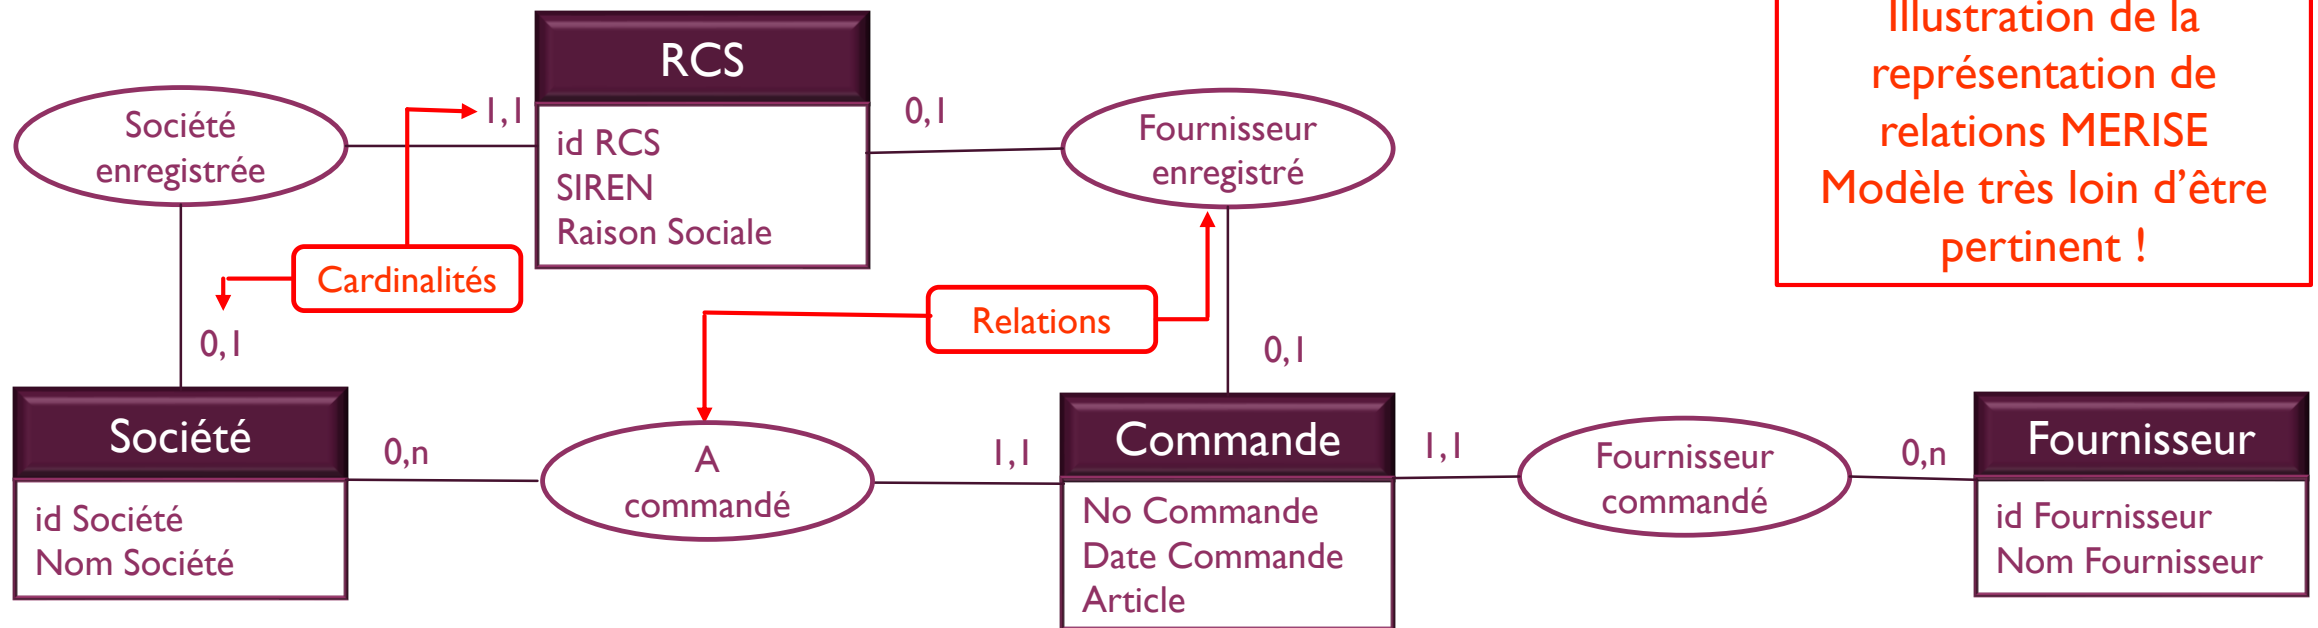 Illustration de la
représentation de
relations MERISE
Modèle très loin d’être
pertinent !
RCS
id RCS
SIREN
Raison Sociale
Société
enregistrée
1,1
0,1
Fournisseur
enregistré
Cardinalités
Relations
0,1
0,1
Société
id Société
Nom Société
0,n
A
commandé
1,1
Commande
No Commande
Date Commande
Article
1,1
Fournisseur
commandé
0,n
Fournisseur
id Fournisseur
Nom Fournisseur